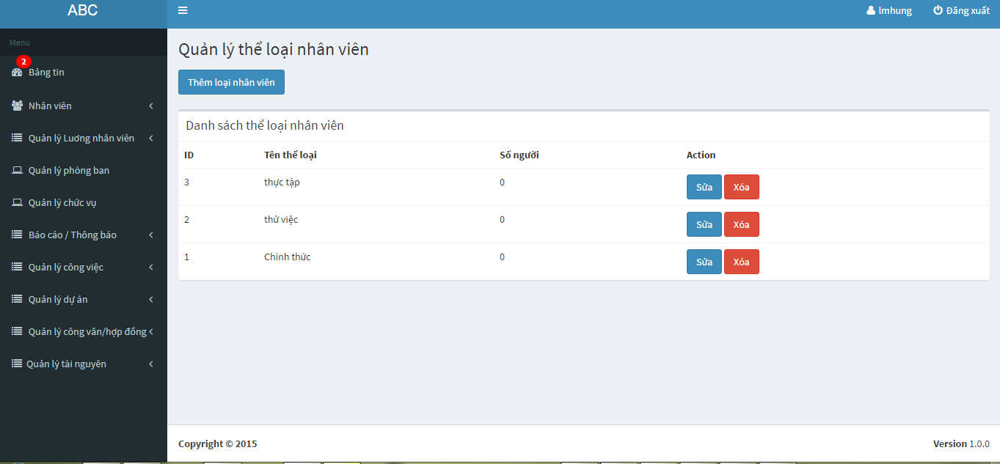 ABC
lmhung
Đăng xuất
Menu
2
Bảng tin
Nhân viên
Quản lý Lương nhân viên
Quản lý phòng ban
Quản lý chức vụ
Báo cáo / Thông báo
Quản lý công việc
Quản lý dự án
Quản lý công văn/hợp đồng
Quản lý tài nguyên
Quản lý thể loại nhân viên
Thêm loại nhân viên
Danh sách thể loại nhân viên
ID Tên thể loại Số người Action
3 thực tập 0 Sửa Xóa
2 thử việc 0 Sửa Xóa
1 Chính thức 0 Sửa Xóa
Copyright © 2015
Version 1.0.0